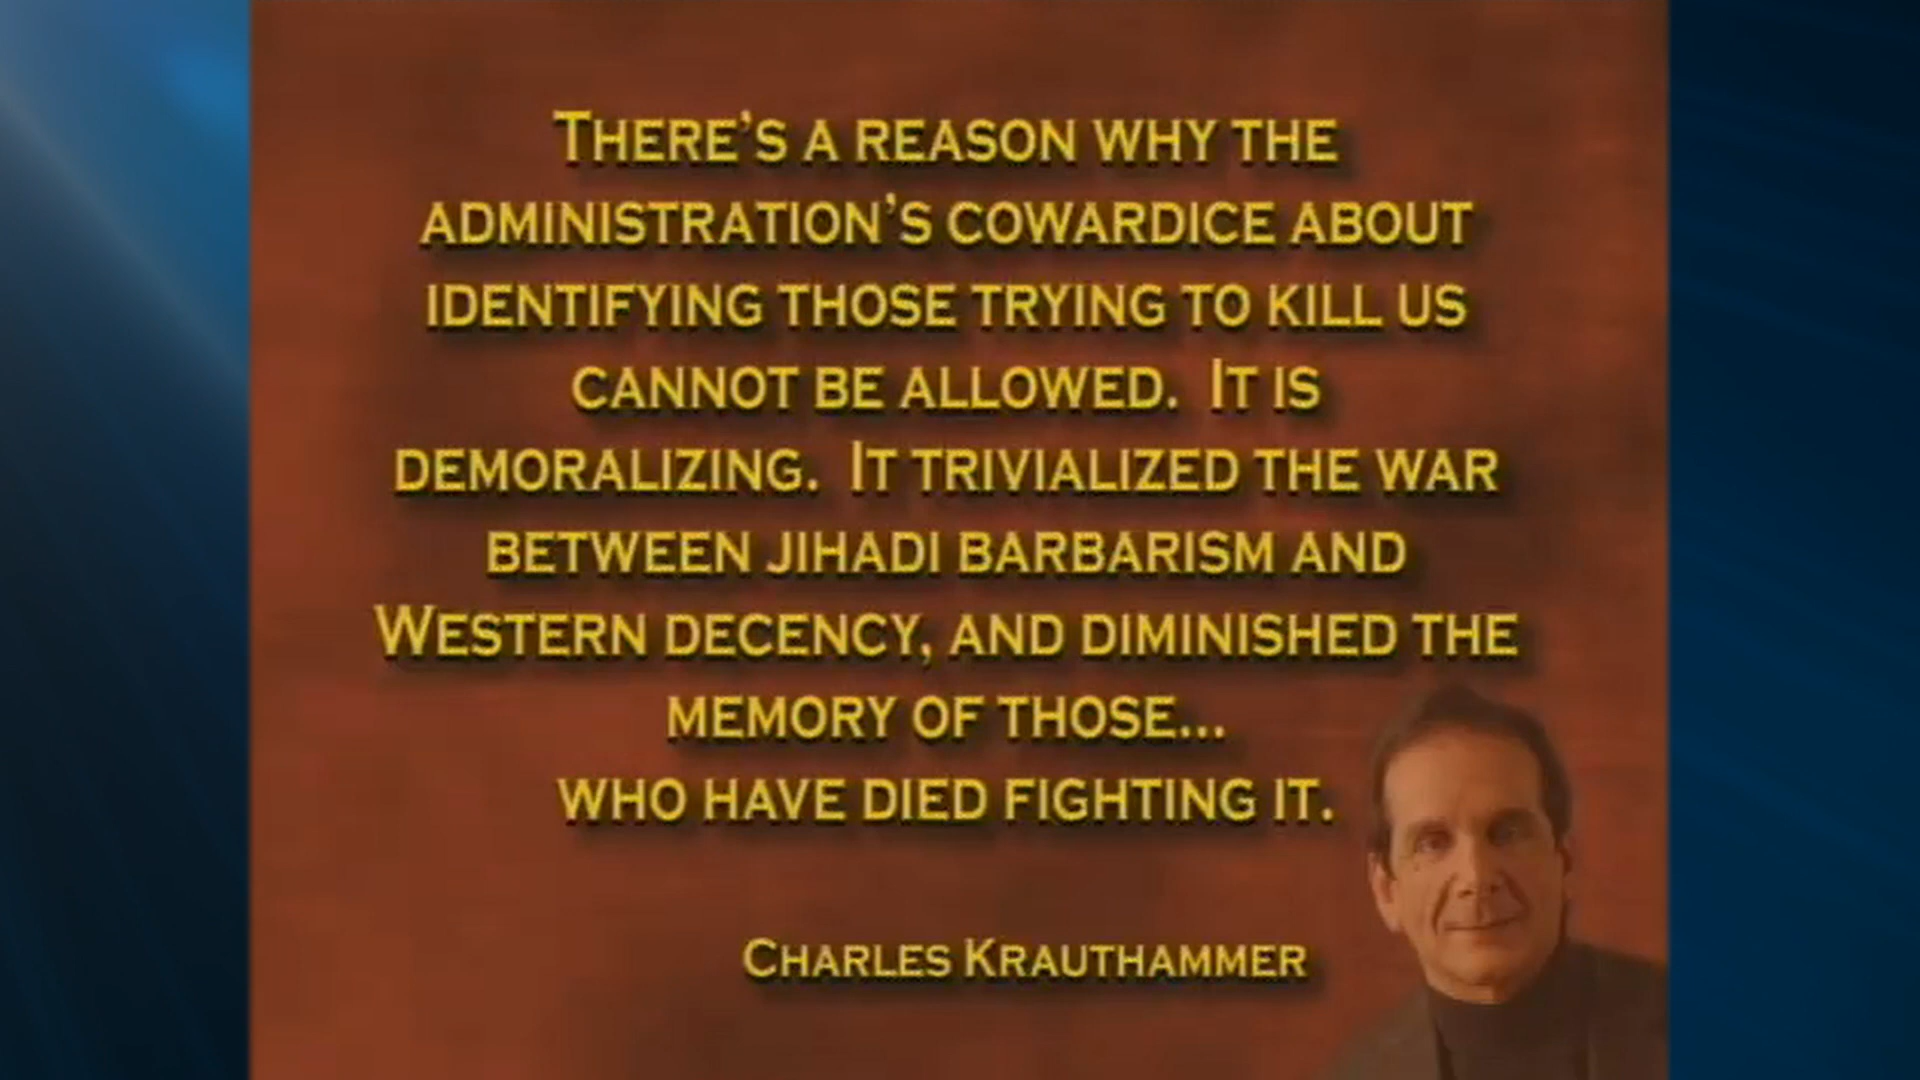 THERE'S A REASON WHY THE
ADMINISTRATION'S COWARDICE ABOUT
IDENTIFYING THOSE TRYING TO KILL US
CANNOT BE ALLOWED. IT IS
DEMORALIZING. IT TRIVIALIZED THE WAR
BETWEEN JIHADI BARBARISM AND
WESTERN DECENCY, AND DIMINISHED THE
MEMORY OF THOSE...
WHO HAVE DIED FIGHTING IT.
CHARLES KRAUTHAMMER